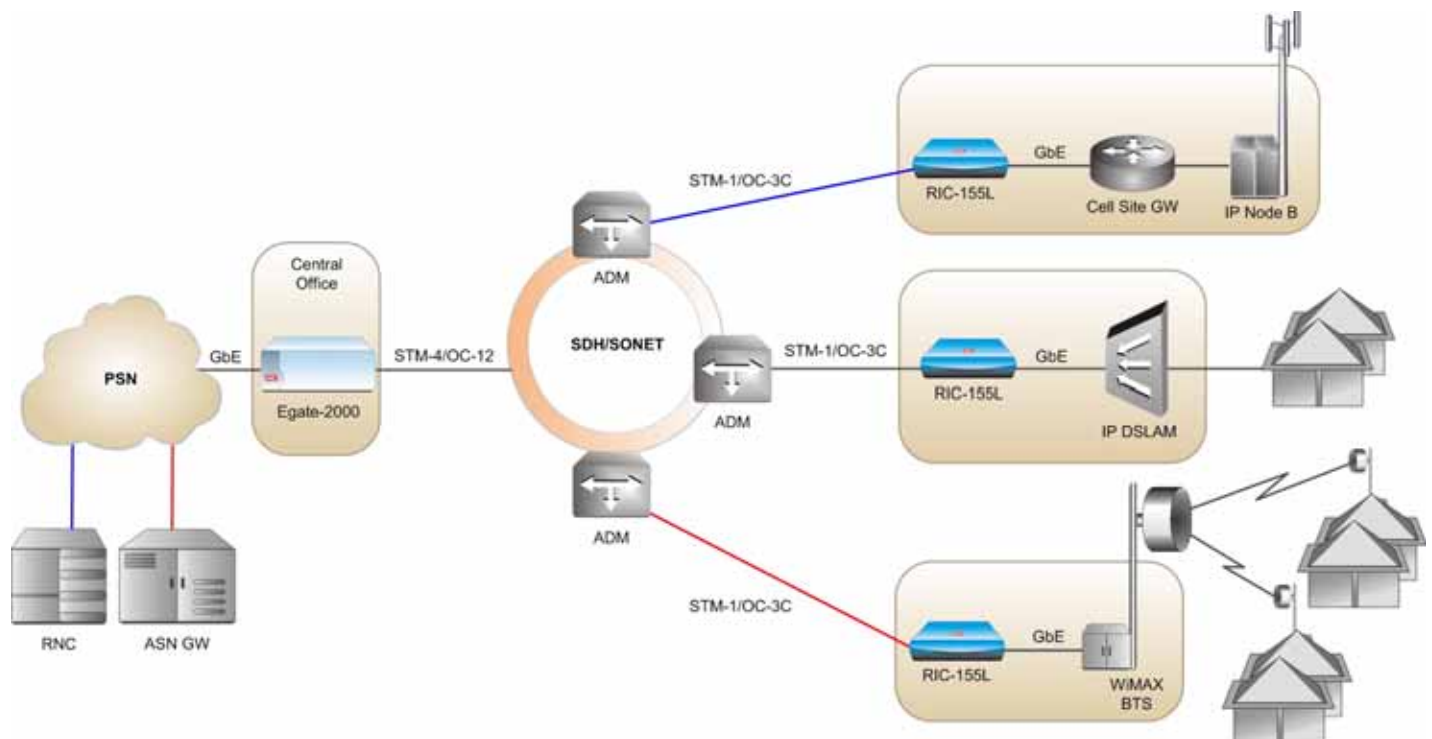 STM-1/OC-3C
RIC-155L
GbE
Cell Site GW
IP Node B
Central
Office
ADM
PSN
GbE
Egate-2000
STM-4/OC-12
SDH/SONET
ADM
STM-1/OC-3C
RIC-155L
GbE
IP DSLAM
RNC
ASN GW
ADM
STM-1/OC-3C
RIC-155L
GbE
WiMAX
BTS